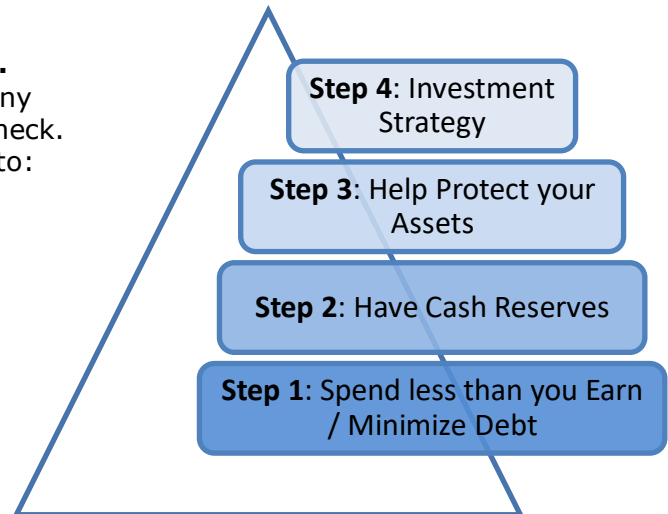 .
ny
heck.
to:
Step 4: Investment
Strategy
Step 3: Help Protect your
Assets
Step 2: Have Cash Reserves
Step 1: Spend less than you Earn
/ Minimize Debt